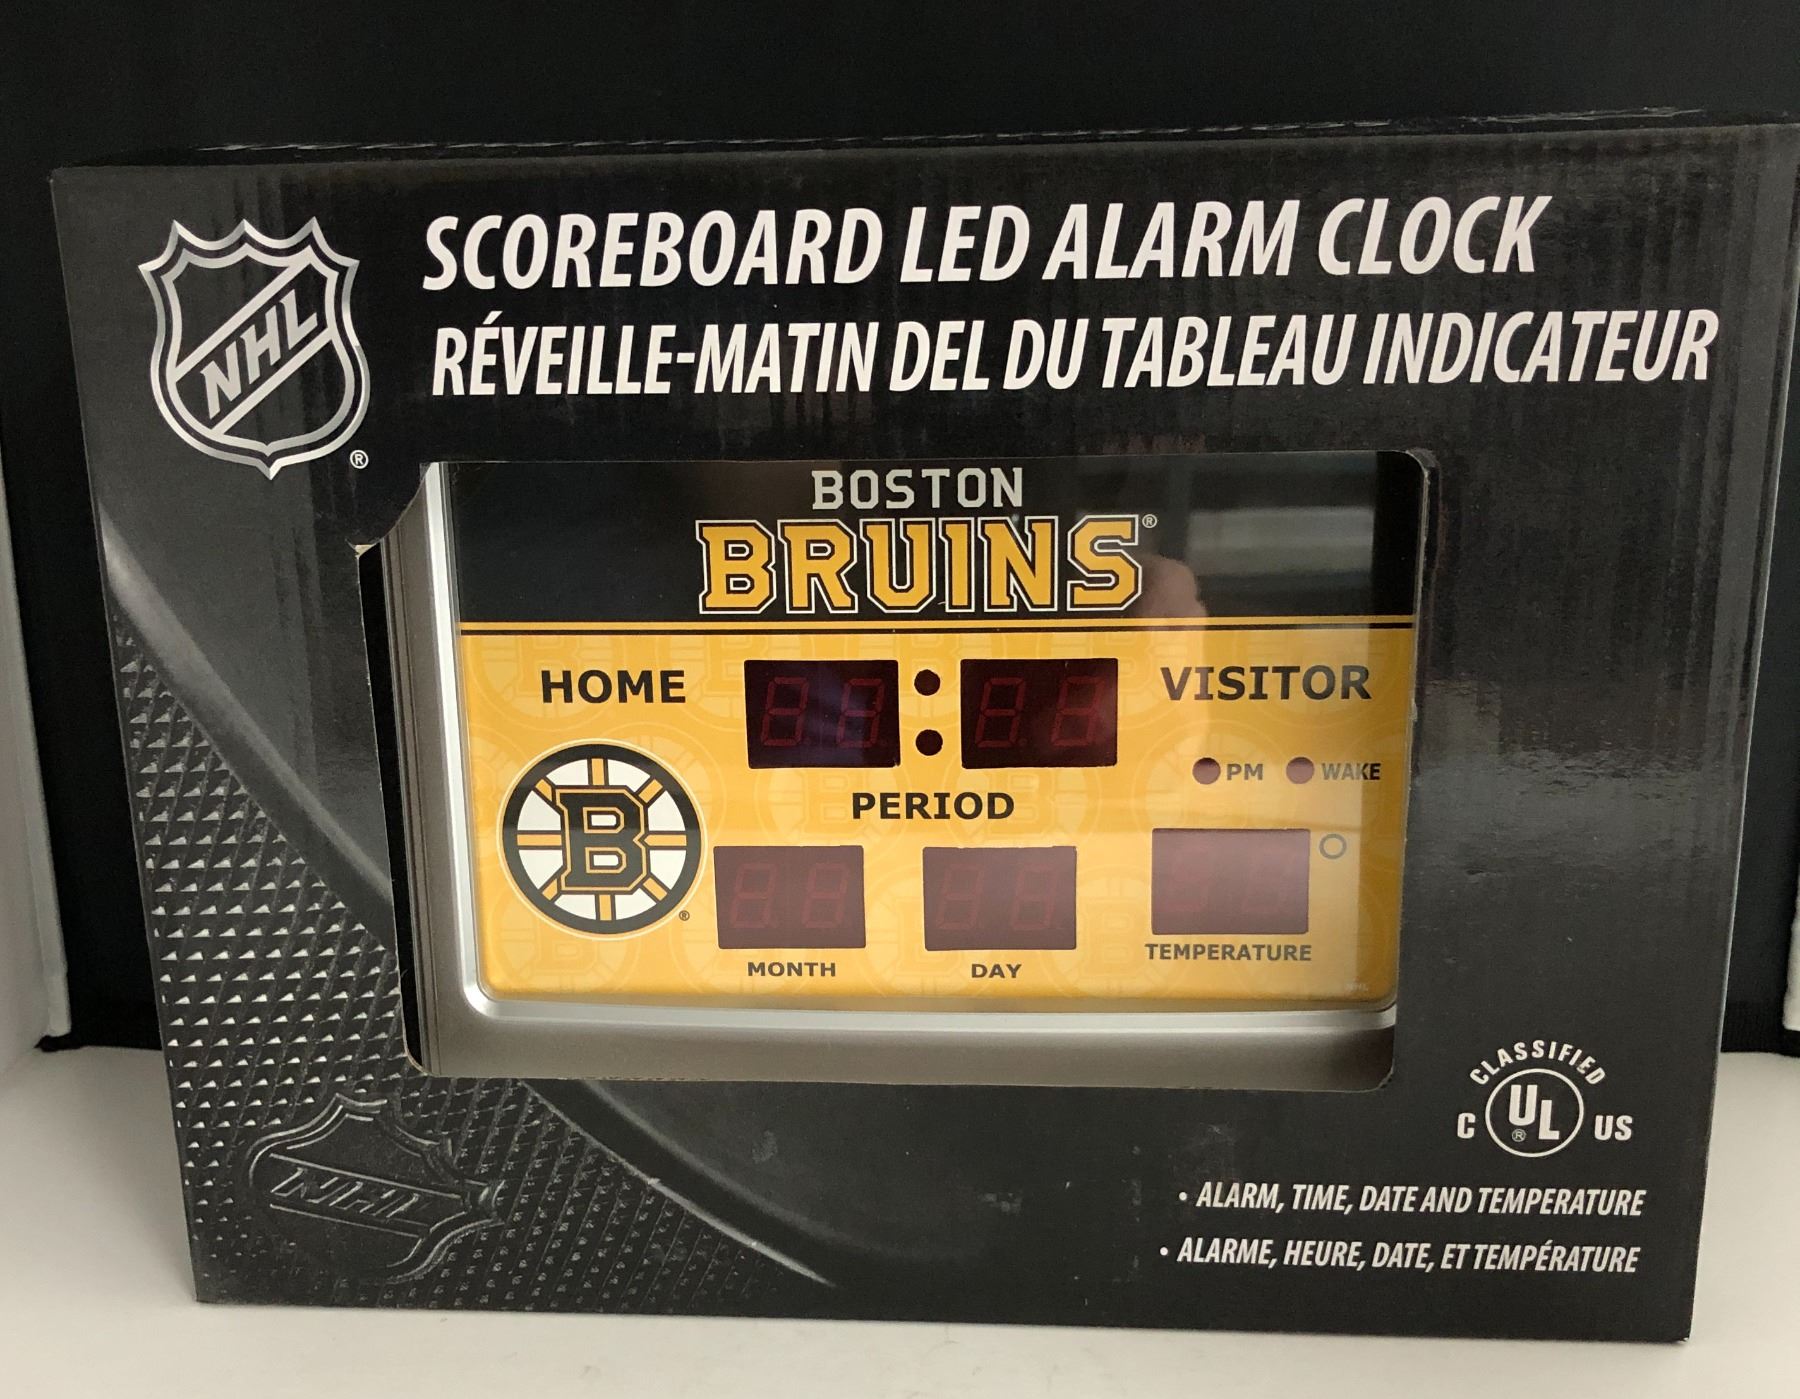 SCOREBOARD LED ALARM CLOCK
RÉVEILLE-MATIN DEL DU TABLEAU INDICATEUR
NHL
®
BOSTON
BRUINS®
HOME
VISITOR
PM WAKE
PERIOD
B
®
MONTH
DAY
TEMPERATURE
NHL
CLASSIFIED
C UL® US
NHL
• ALARM, TIME, DATE AND TEMPERATURE
• ALARME, HEURE, DATE, ET TEMPÉRATURE